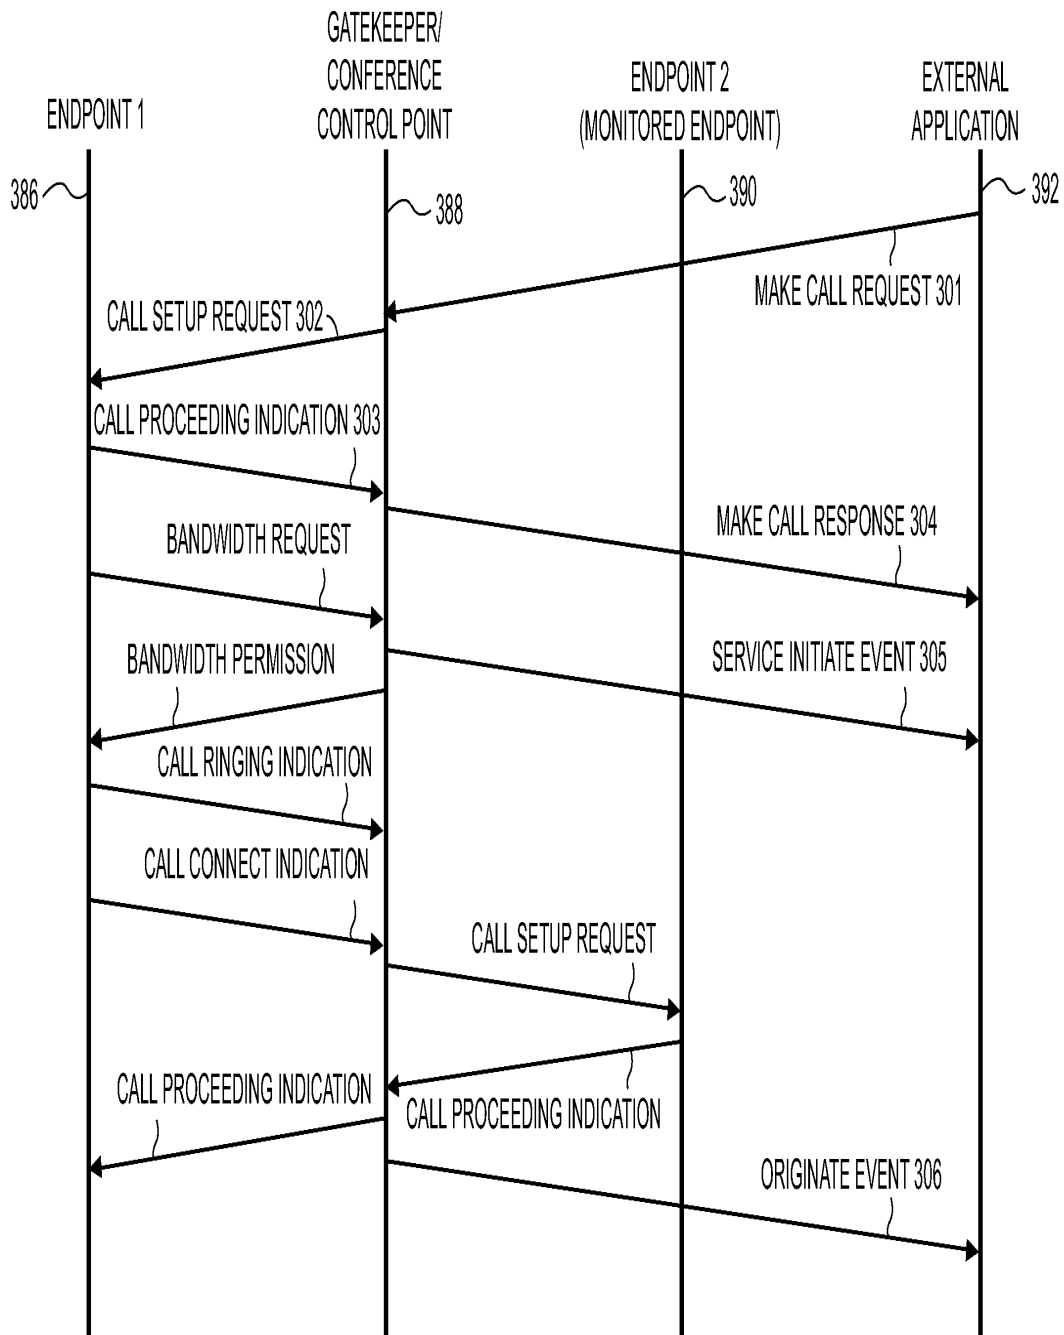 GATEKEEPER/
CONFERENCE
CONTROL POINT
ENDPOINT 1
ENDPOINT 2
(MONITORED ENDPOINT)
EXTERNAL
APPLICATION
386
388
390
392
MAKE CALL REQUEST 301
CALL SETUP REQUEST 302
CALL PROCEEDING INDICATION 303
MAKE CALL RESPONSE 304
BANDWIDTH REQUEST
SERVICE INITIATE EVENT 305
BANDWIDTH PERMISSION
CALL RINGING INDICATION
CALL CONNECT INDICATION
CALL SETUP REQUEST
CALL PROCEEDING INDICATION
CALL PROCEEDING INDICATION
ORIGINATE EVENT 306